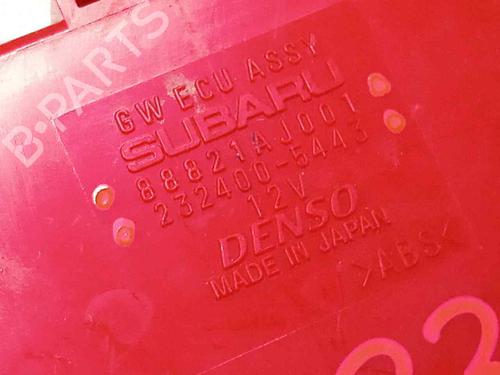 B-PARTS
GW ECU ASSY
SUBARU
88821AJ001
232400-5443
12V
DENSO
MADE IN JAPAN
>ABS<